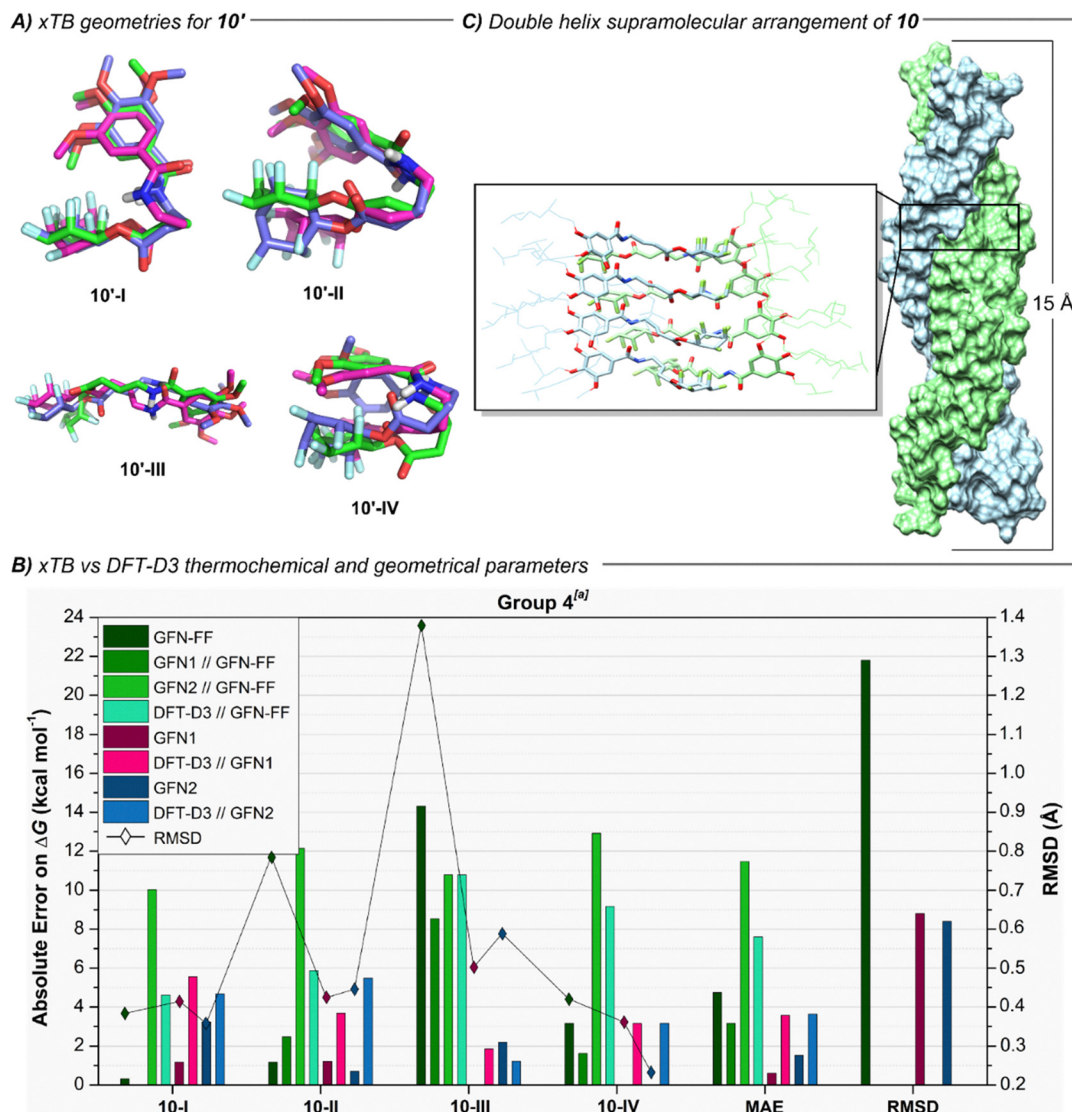 A) xTB geometries for 10'
C) Double helix supramolecular arrangement of 10
10'-I
10'-II
10'-III
10'-IV
15 Å
B) xTB vs DFT-D3 thermochemical and geometrical parameters
Group 4[a]
GFN-FF
GFN1 // GFN-FF
GFN2 // GFN-FF
DFT-D3 // GFN-FF
GFN1
DFT-D3 // GFN1
GFN2
DFT-D3 // GFN2
RMSD
Absolute Error on ΔG (kcal mol⁻¹)
24
22
20
18
16
14
12
10
8
6
4
2
0
1.4
1.3
1.2
1.1
1.0
0.9
0.8
0.7
0.6
0.5
0.4
0.3
0.2
RMSD (Å)
10-I
10-II
10-III
10-IV
MAE
RMSD